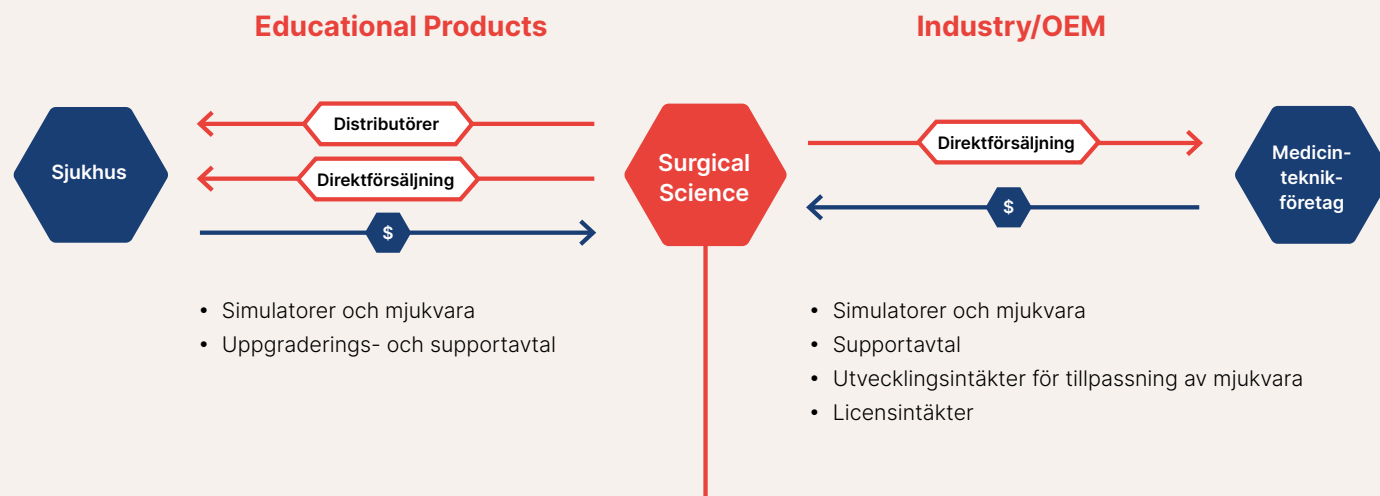 Educational Products
Industry/OEM
Sjukhus
Distributörer
Direktförsäljning
$
Surgical
Science
Direktförsäljning
$
Medicin-
teknik-
företag
• Simulatorer och mjukvara
• Uppgraderings- och supportavtal
• Simulatorer och mjukvara
• Supportavtal
• Utvecklingsintäkter för tillpassning av mjukvara
• Licensintäkter